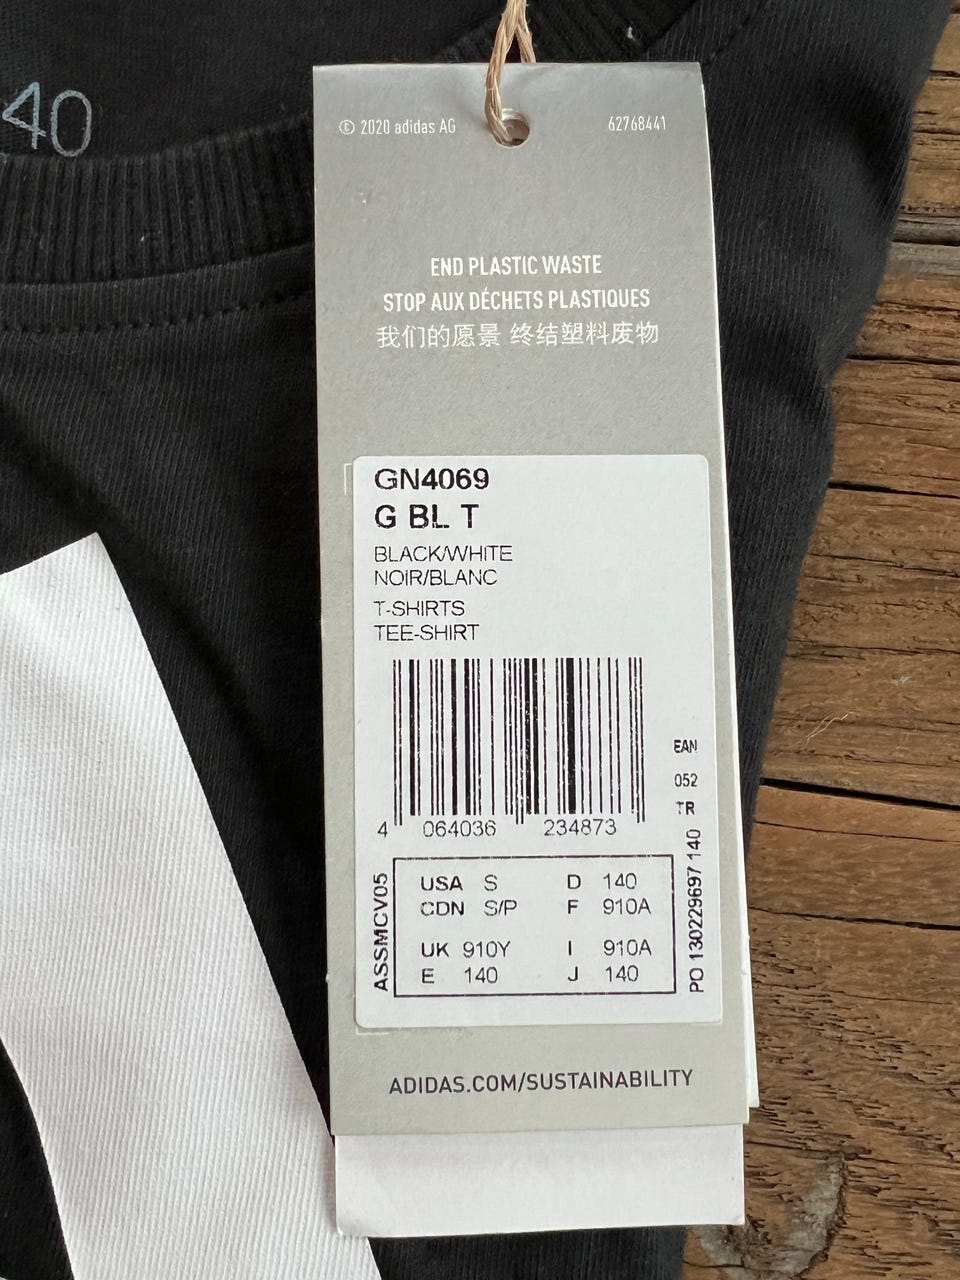 40
© 2020 adidas AG
62768441
END PLASTIC WASTE
STOP AUX DÉCHETS PLASTIQUES
我们的愿景 终结塑料废物
GN4069
G BL T
BLACK/WHITE
NOIR/BLANC
T-SHIRTS
TEE-SHIRT
EAN
052
TR
4 064036 234873
ASSMCV05
USA S D 140
CDN S/P F 910A
UK 910Y I 910A
E 140 J 140
PO 130229697 140
ADIDAS.COM/SUSTAINABILITY